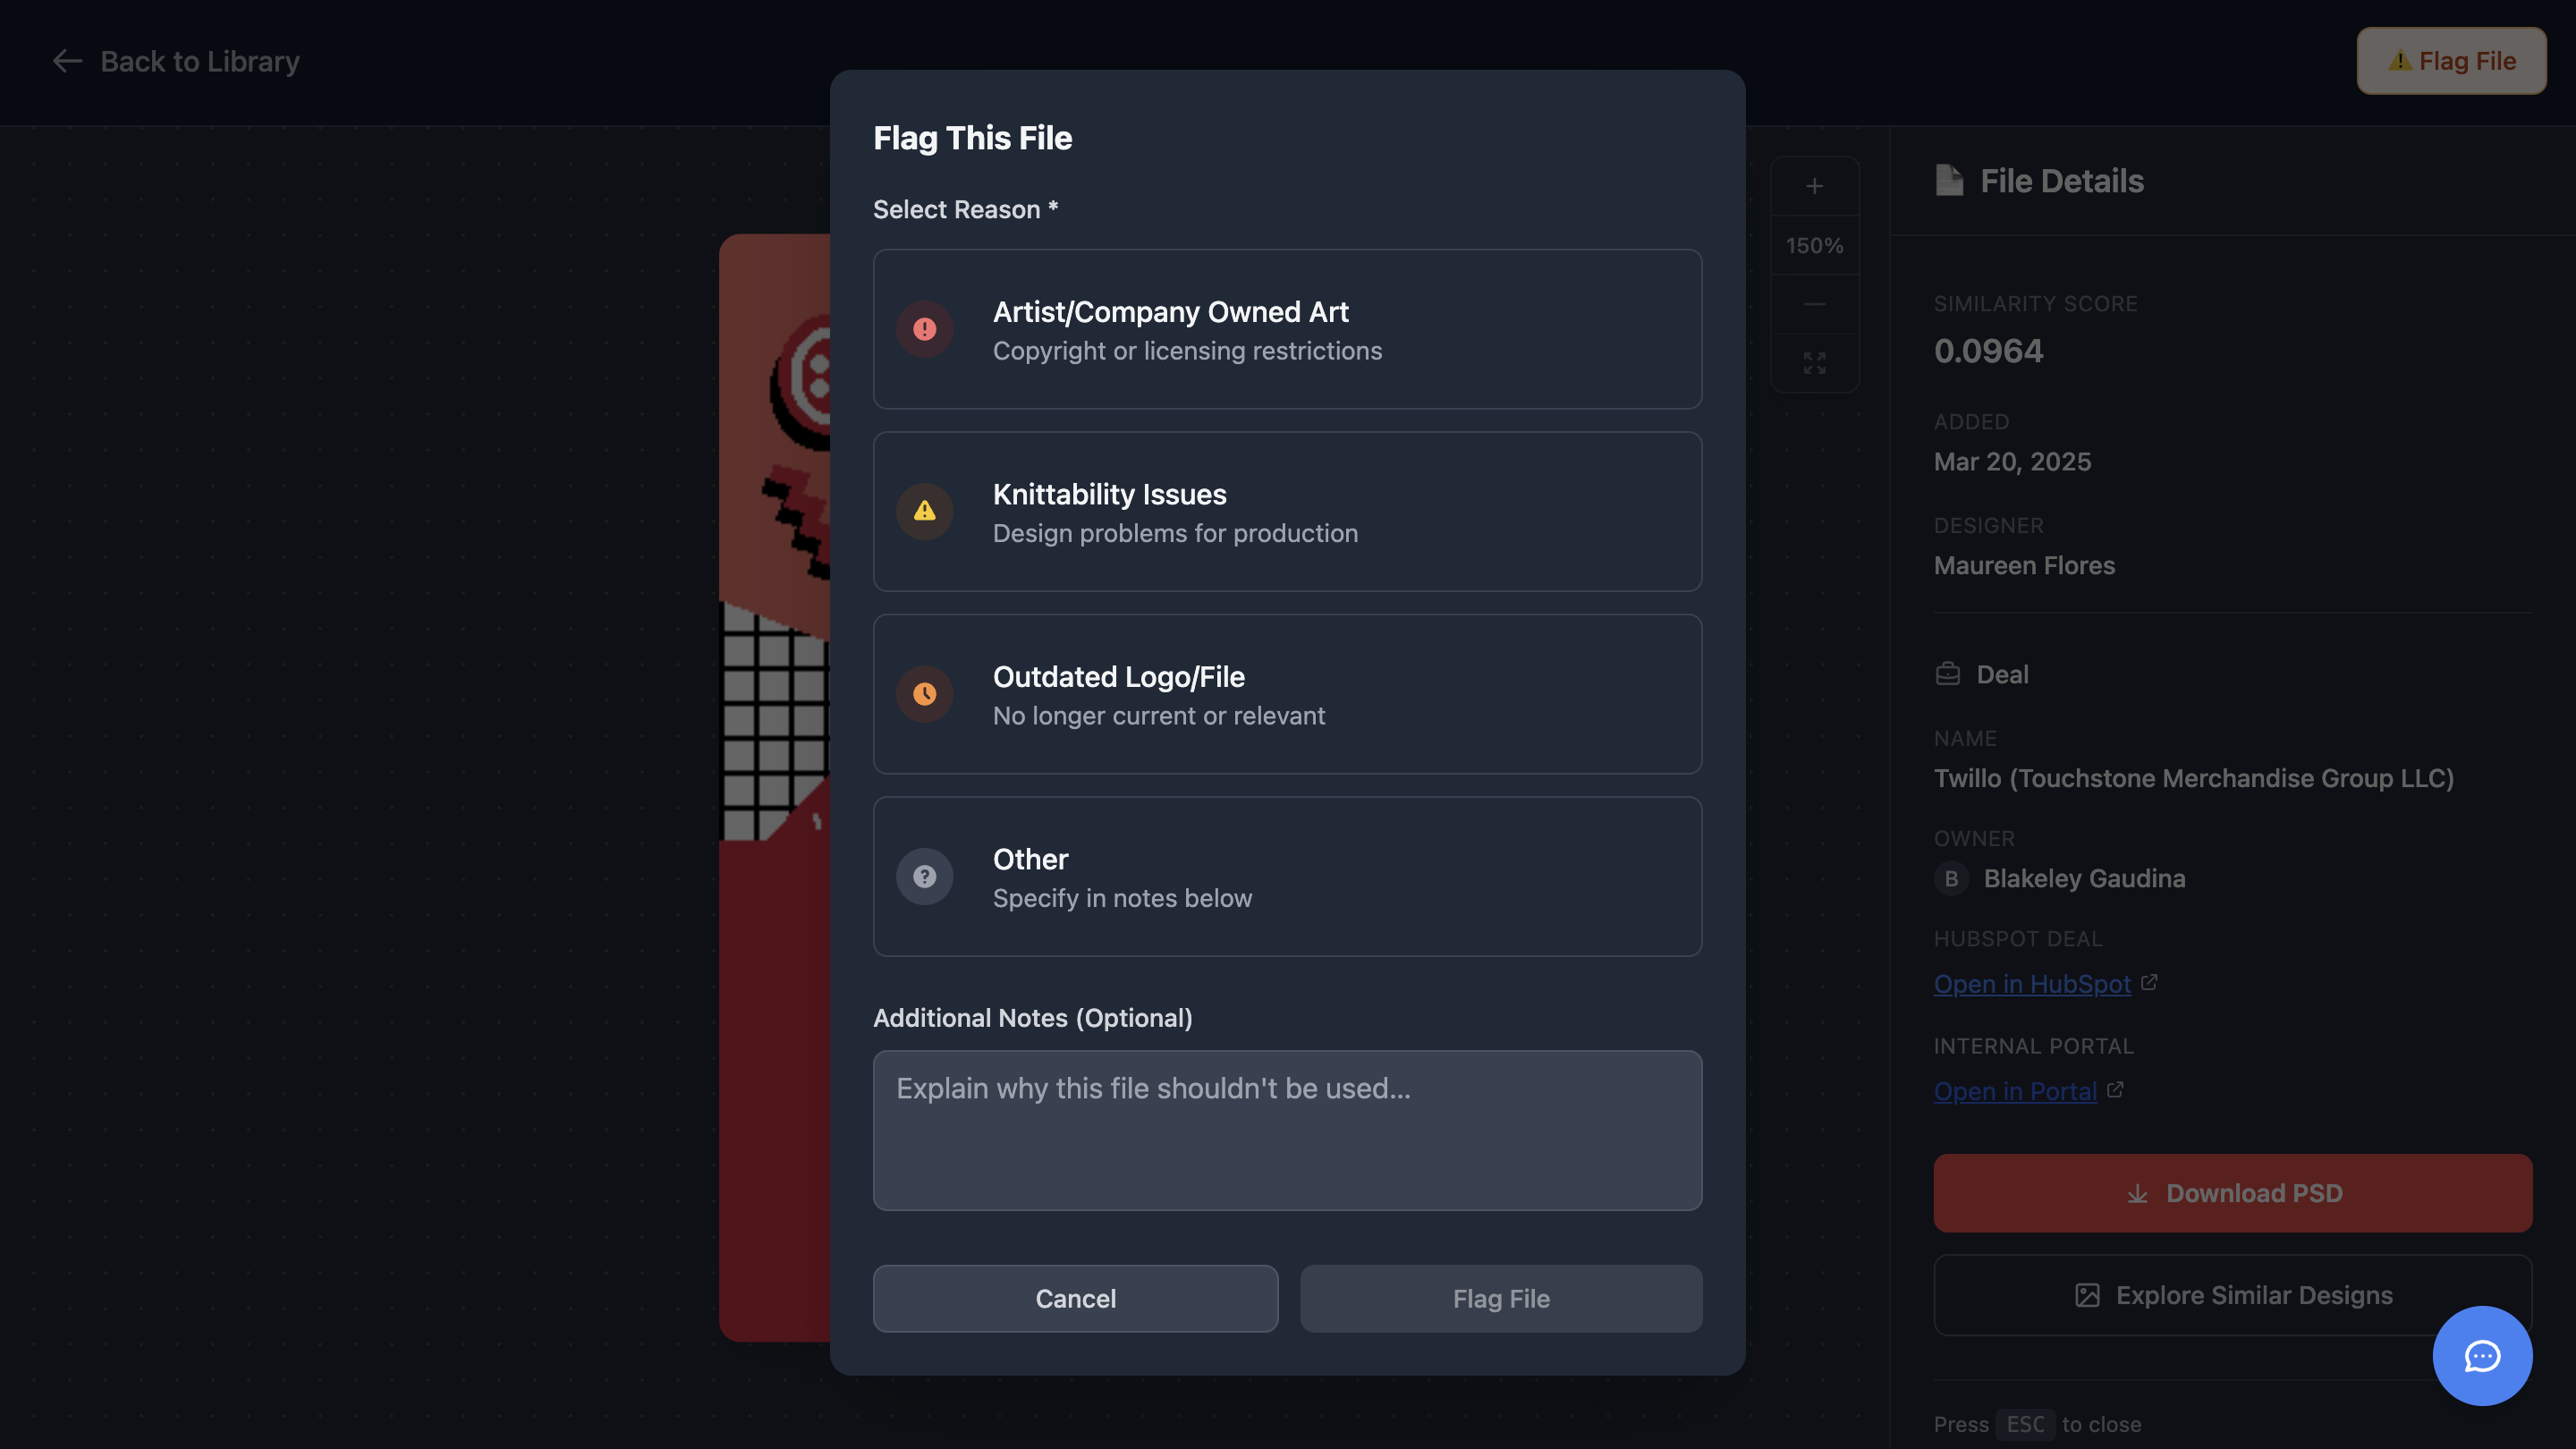 Back to Library
Flag File
Flag This File
Select Reason *
Artist/Company Owned Art
Copyright or licensing restrictions
Knittability Issues
Design problems for production
Outdated Logo/File
No longer current or relevant
Other
Specify in notes below
Additional Notes (Optional)
Explain why this file shouldn't be used...
Cancel
Flag File
150%
File Details
SIMILARITY SCORE
0.0964
ADDED
Mar 20, 2025
DESIGNER
Maureen Flores
Deal
NAME
Twillo (Touchstone Merchandise Group LLC)
OWNER
B Blakeley Gaudina
HUBSPOT DEAL
Open in HubSpot
INTERNAL PORTAL
Open in Portal
Download PSD
Explore Similar Designs
Press ESC to close